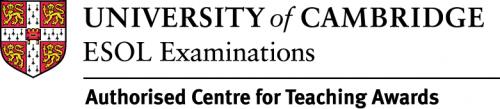 UNIVERSITY of CAMBRIDGE
ESOL Examinations
Authorised Centre for Teaching Awards